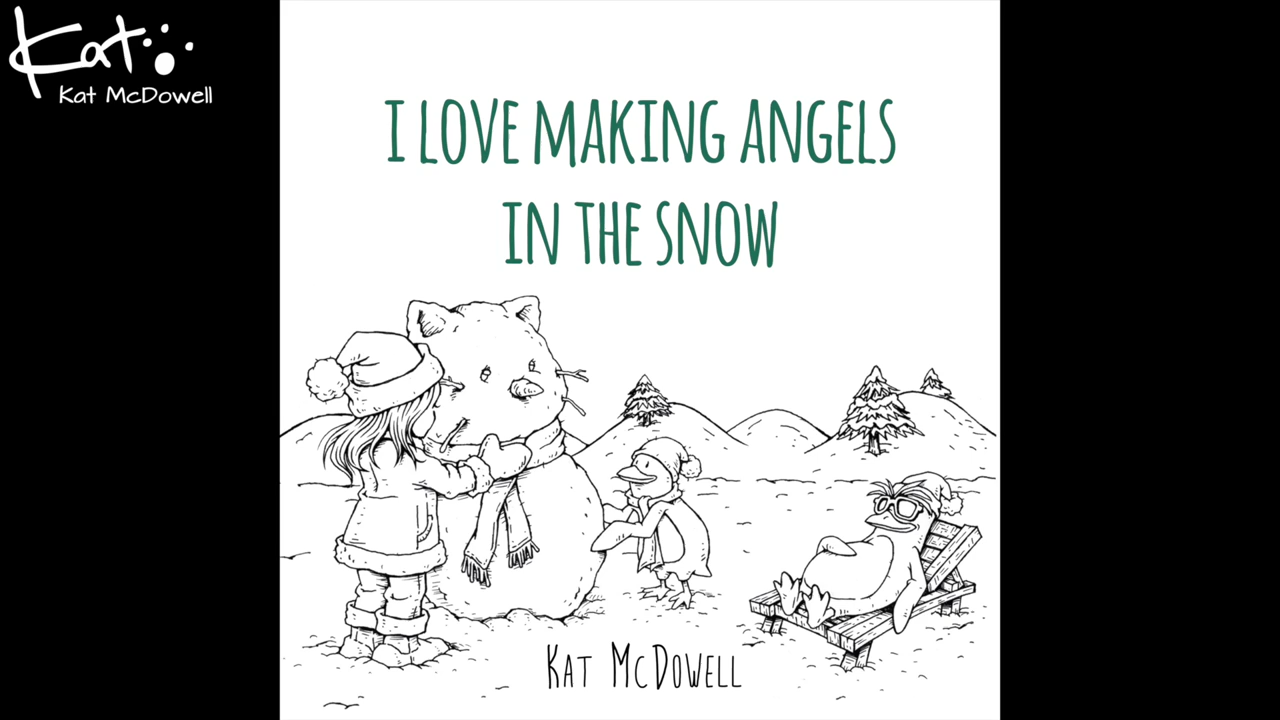 Kat
Kat McDowell
I LOVE MAKING ANGELS
IN THE SNOW
KAT MCDOWELL